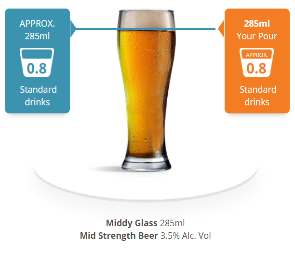 APPROX.
285ml
0.8
Standard
drinks
285ml
Your Pour
APPROX.
0.8
Standard
drinks
Middy Glass 285ml
Mid Strength Beer 3.5% Alc. Vol